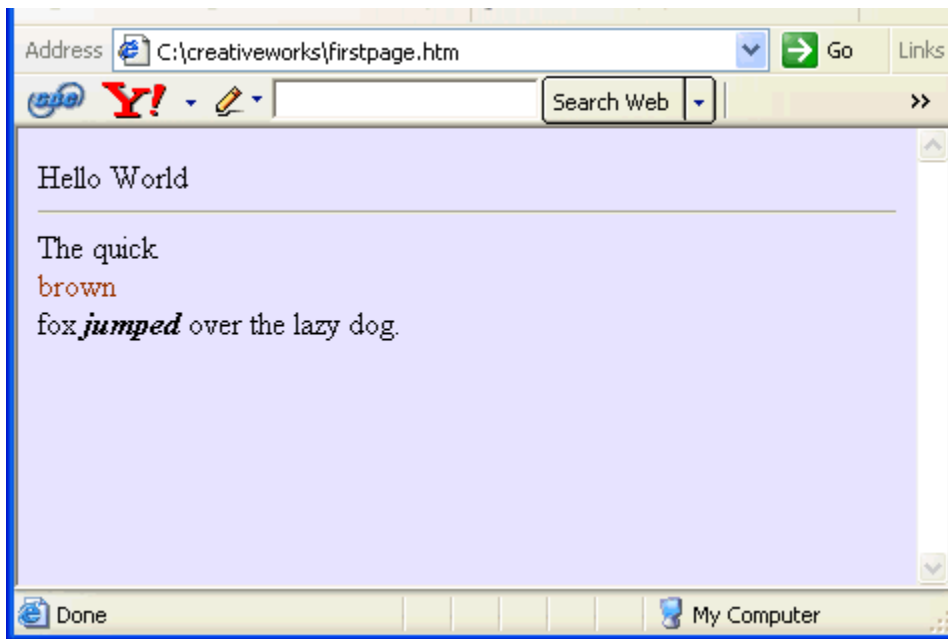 Address C:\creativeworks\firstpage.htm Go Links
Y! Search Web »
Hello World
The quick
brown
fox jumped over the lazy dog.
Done My Computer